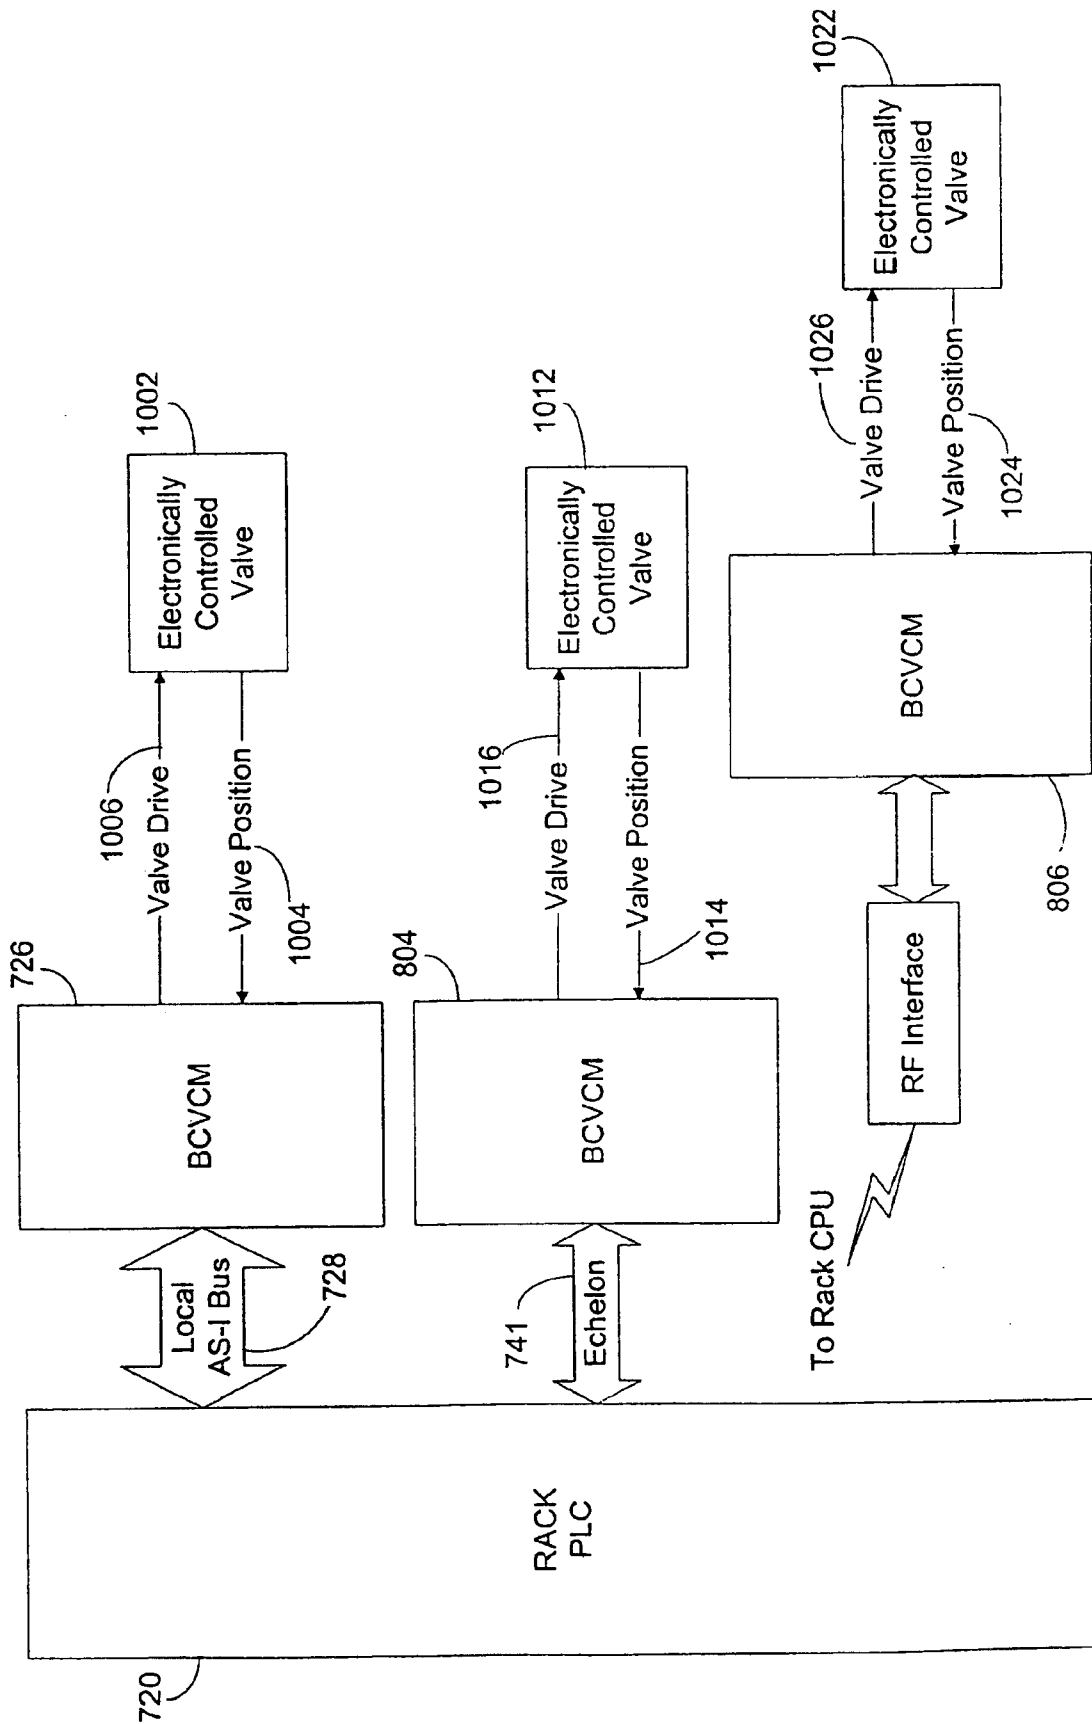 720
RACK
PLC
Local
AS-I Bus
728
726
BCVCM
1006
Valve Drive
Valve Position
1004
1002
Electronically
Controlled
Valve
741
Echelon
804
BCVCM
1016
Valve Drive
Valve Position
1014
1012
Electronically
Controlled
Valve
To Rack CPU
RF Interface
806
BCVCM
1026
Valve Drive
Valve Position
1024
1022
Electronically
Controlled
Valve